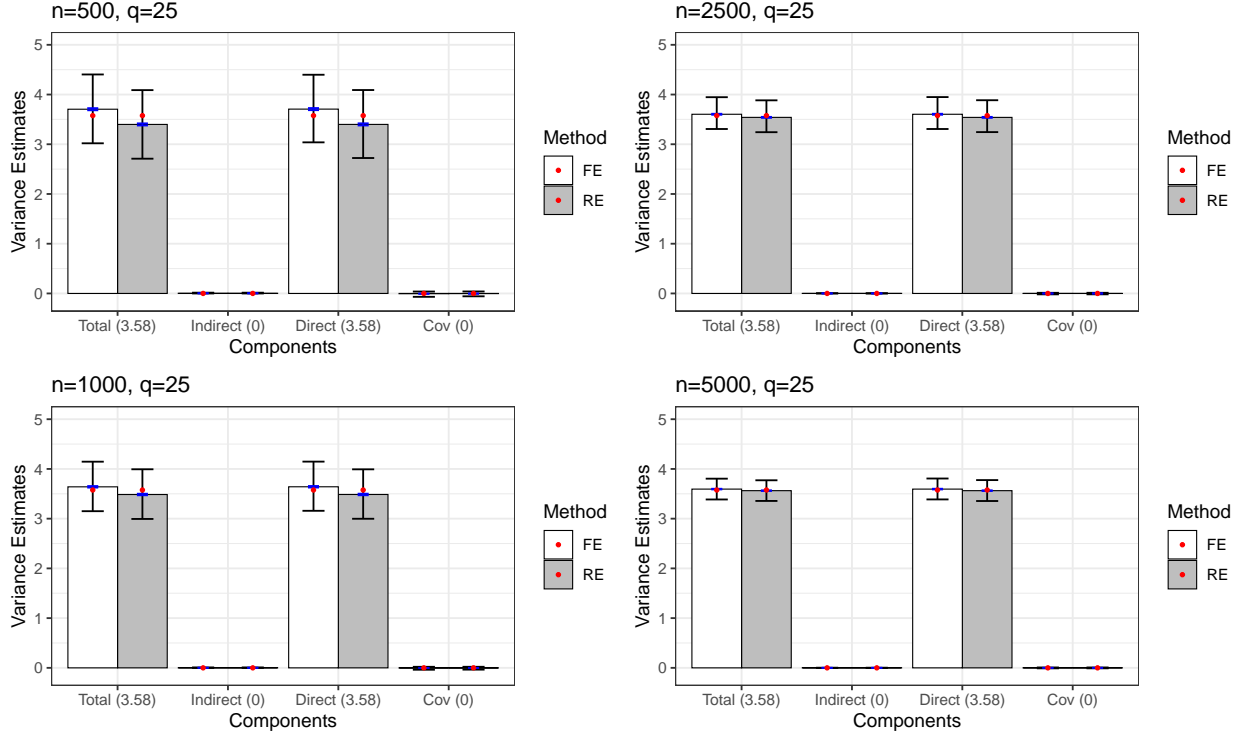 n=500, q=25
Variance Estimates
5
4
3
2
1
0
Total (3.58) Indirect (0) Direct (3.58) Cov (0)
Components
Method
FE
RE
n=2500, q=25
Variance Estimates
5
4
3
2
1
0
Total (3.58) Indirect (0) Direct (3.58) Cov (0)
Components
Method
FE
RE
n=1000, q=25
Variance Estimates
5
4
3
2
1
0
Total (3.58) Indirect (0) Direct (3.58) Cov (0)
Components
Method
FE
RE
n=5000, q=25
Variance Estimates
5
4
3
2
1
0
Total (3.58) Indirect (0) Direct (3.58) Cov (0)
Components
Method
FE
RE